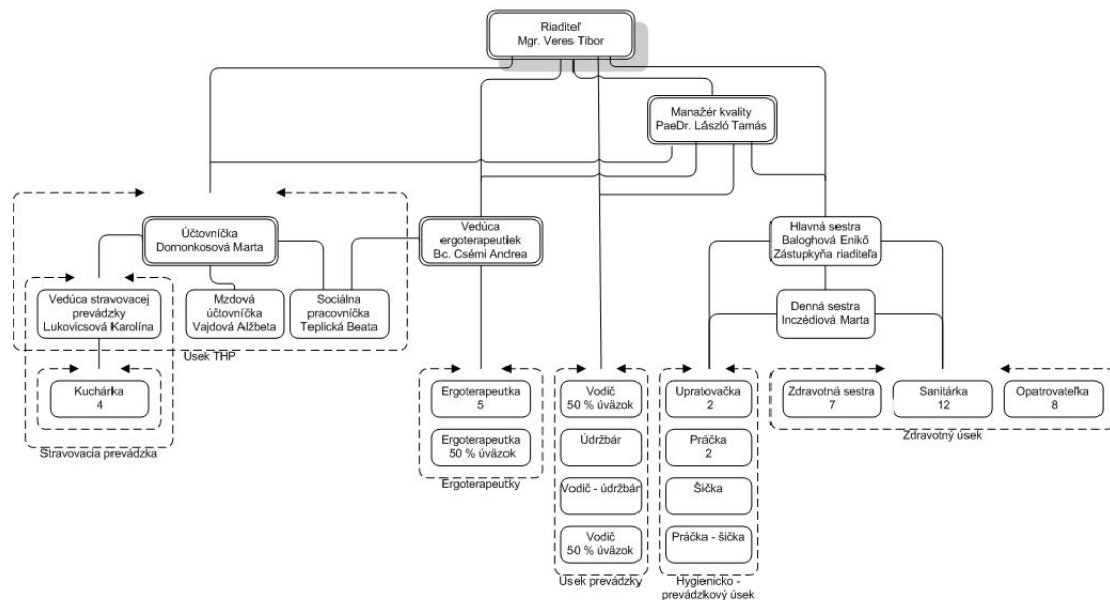 Riaditeľ
Mgr. Veres Tibor
Manažér kvality
PaeDr. László Tamás
Účtovníčka
Domonkosová Marta
Vedúca
ergoterapeutiek
Bc. Csémi Andrea
Hlavná sestra
Baloghová Enikő
Zástupkyňa riaditeľa
Vedúca stravovacej
prevádzky
Lukovicsová Karolína
Mzdová
účtovníčka
Vajdová Alžbeta
Sociálna
pracovníčka
Teplická Beata
Denná sestra
Inczédiová Marta
Úsek THP
Kuchárka
4
Stravovacia prevádzka
Ergoterapeutka
5
Ergoterapeutka
50 % úväzok
Ergoterapeutky
Vodič
50 % úväzok
Údržbár
Vodič - údržbár
Vodič
50 % úväzok
Úsek prevádzky
Upratovačka
2
Práčka
2
Šička
Práčka - šička
Hygienicko -
prevádzkový úsek
Zdravotná sestra
7
Sanitárka
12
Opatrovateľka
8
Zdravotný úsek